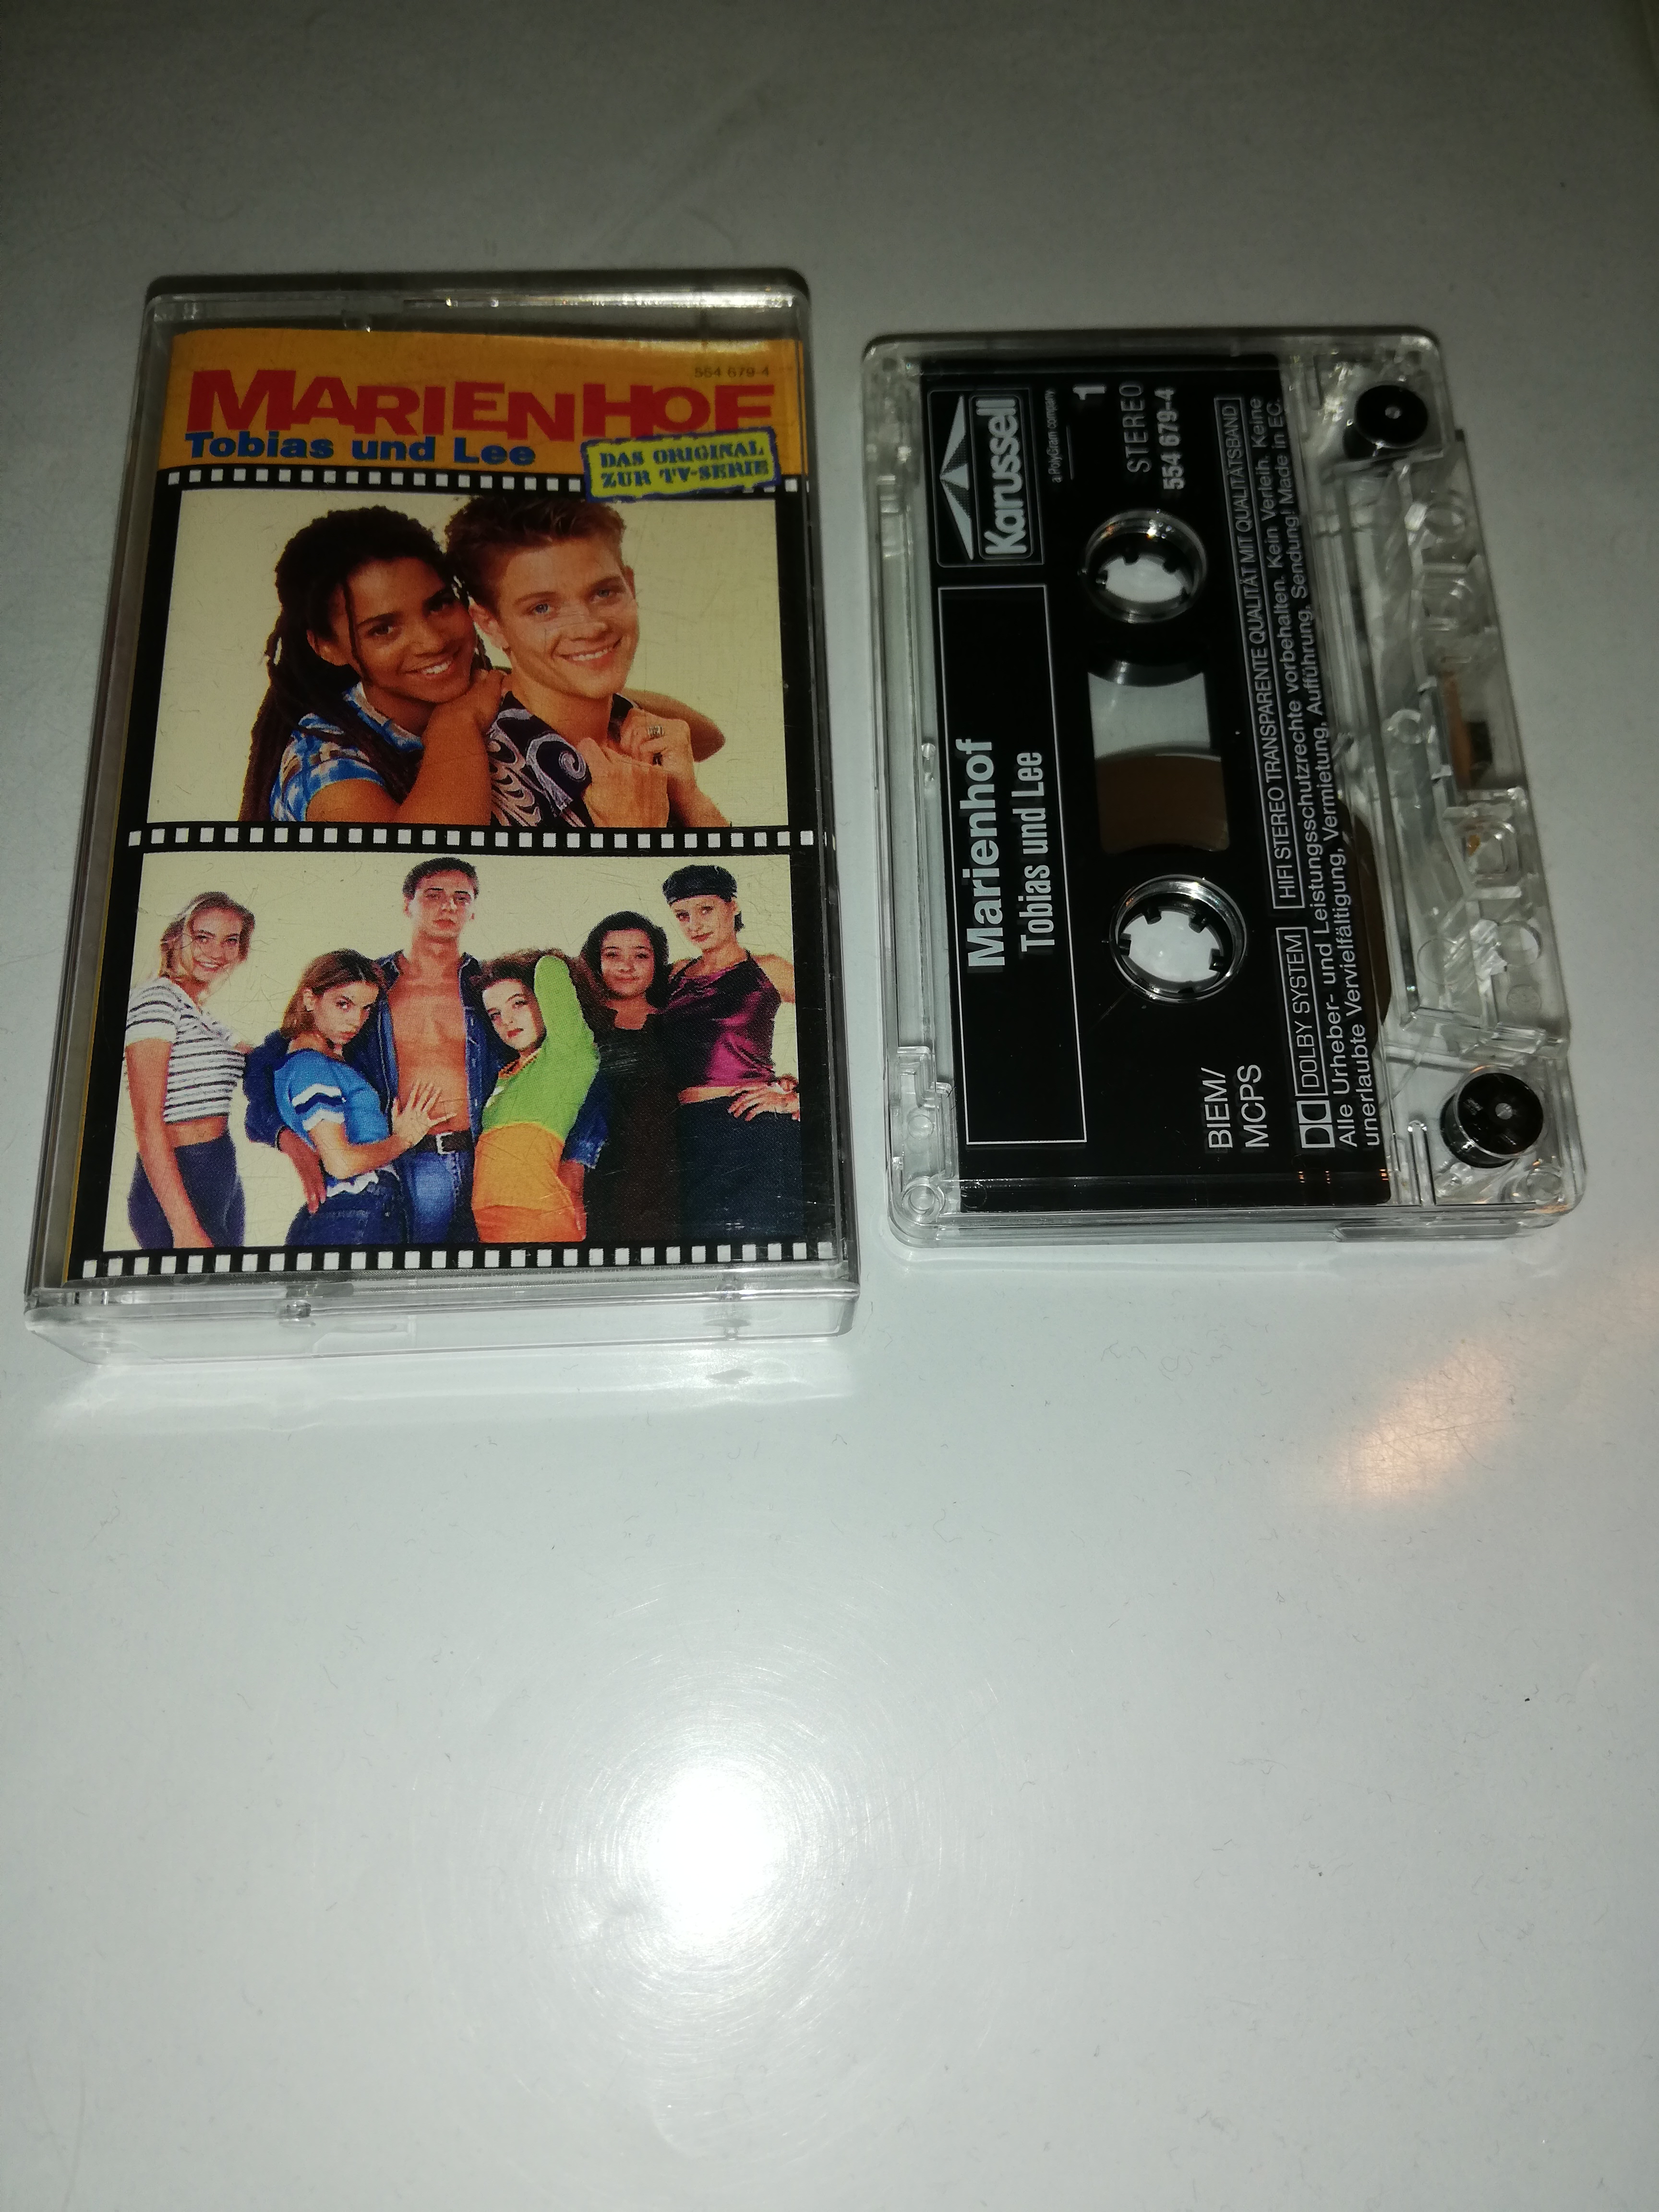 554 679-4
MARIENHOF
Tobias und Lee
DAS ORIGINAL
ZUR TV-SERIE
Karussell
a PolyGram company
Marienhof
Tobias und Lee
1
STEREO
554 679-4
BIEM/
MCPS
DOLBY SYSTEM HIFI STEREO TRANSPARENTE QUALITÄT MIT QUALITÄTSBAND
Alle Urheber- und Leistungsschutzrechte vorbehalten. Kein Verleih. Keine
unerlaubte Vervielfältigung, Vermietung, Aufführung, Sendung! Made in E.C.